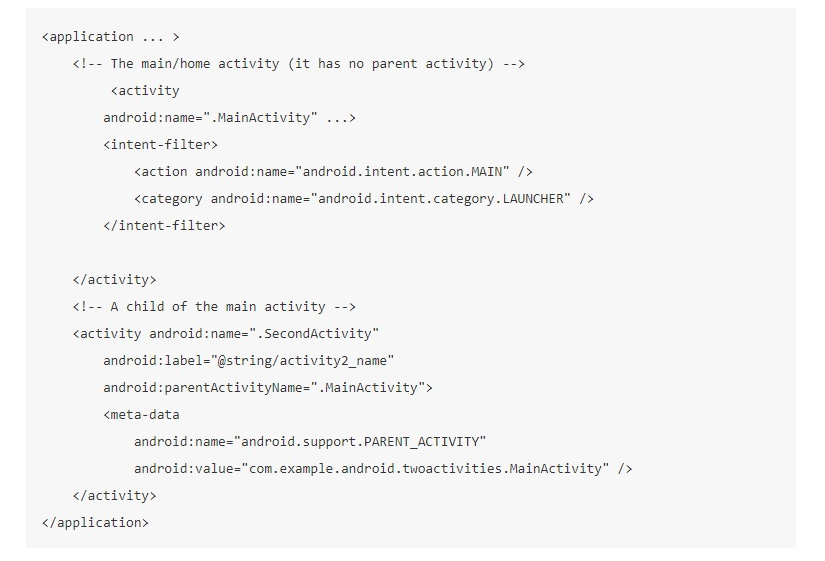 <application ... >
<!-- The main/home activity (it has no parent activity) -->
<activity
android:name=".MainActivity" ...>
<intent-filter>
<action android:name="android.intent.action.MAIN" />
<category android:name="android.intent.category.LAUNCHER" />
</intent-filter>
</activity>
<!-- A child of the main activity -->
<activity android:name=".SecondActivity"
android:label="@string/activity2_name"
android:parentActivityName=".MainActivity">
<meta-data
android:name="android.support.PARENT_ACTIVITY"
android:value="com.example.android.twoactivities.MainActivity" />
</activity>
</application>